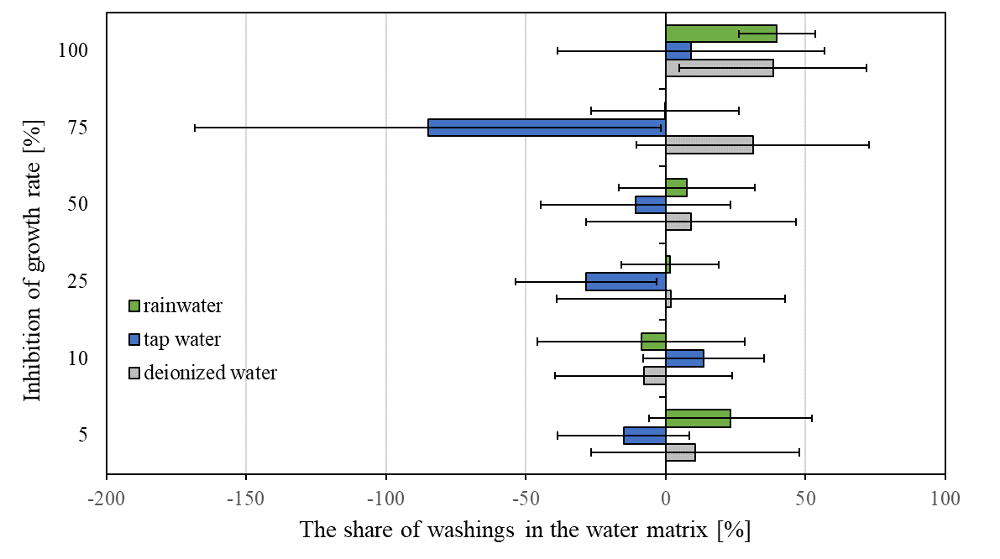 Inhibition of growth rate [%]
100
75
50
25
10
5
rainwater
tap water
deionized water
-200 -150 -100 -50 0 50 100
The share of washings in the water matrix [%]